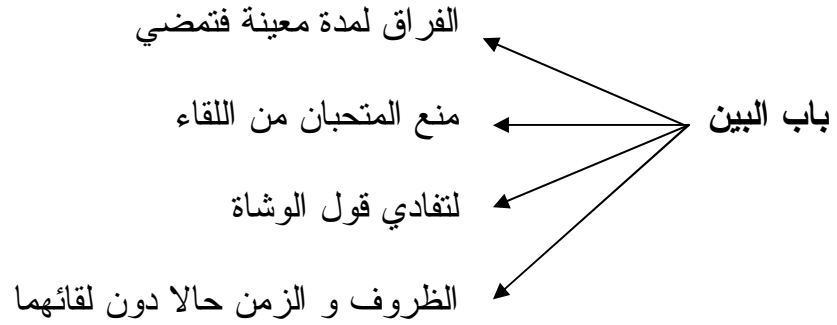 الفراق لمدة معينة فتمضي
باب البين
منع المتحبان من اللقاء
لتفادي قول الوشاة
الظروف و الزمن حالا دون لقائهما